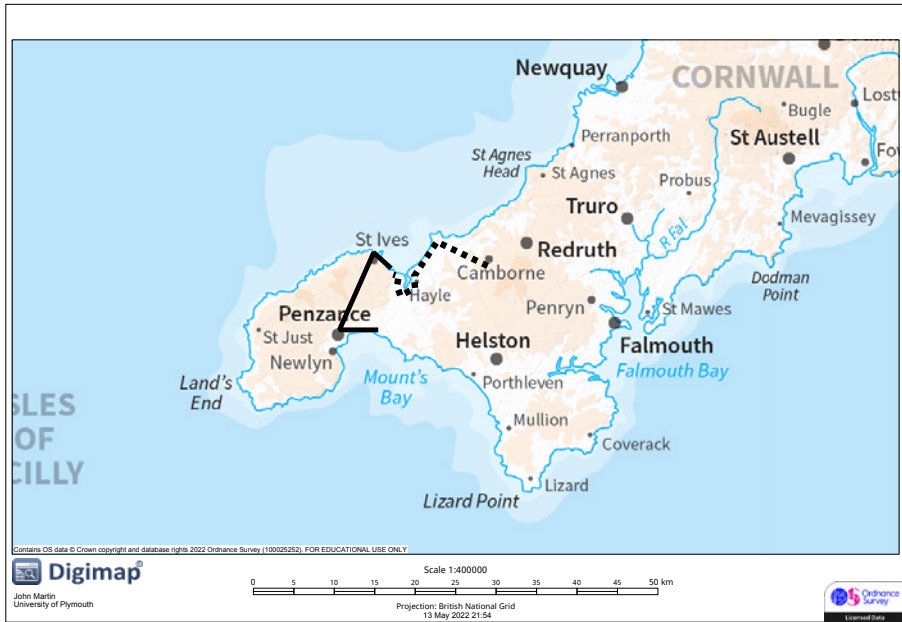 Newquay
CORNWALL
Bugle
Perranporth
St Austell
St Agnes
Head
St Agnes
Probus
Truro
R Fal
Mevagissey
St Ives
Redruth
Camborne
Dodman
Point
Hayle
Penryn
St Mawes
Penzance
St Just
Helston
Falmouth
Newlyn
Falmouth Bay
Mount's
Bay
Porthleven
Land's
End
Mullion
Coverack
OF
Lizard
Lizard Point
Contains OS data © Crown copyright and database rights 2022 Ordnance Survey (100025252). FOR EDUCATIONAL USE ONLY
Digimap®
John Martin
University of Plymouth
Scale 1:400000
0 5 10 15 20 25 30 35 40 45 50 km
Projection: British National Grid
13 May 2022 21:54
Ordnance
Survey
Licensed Data